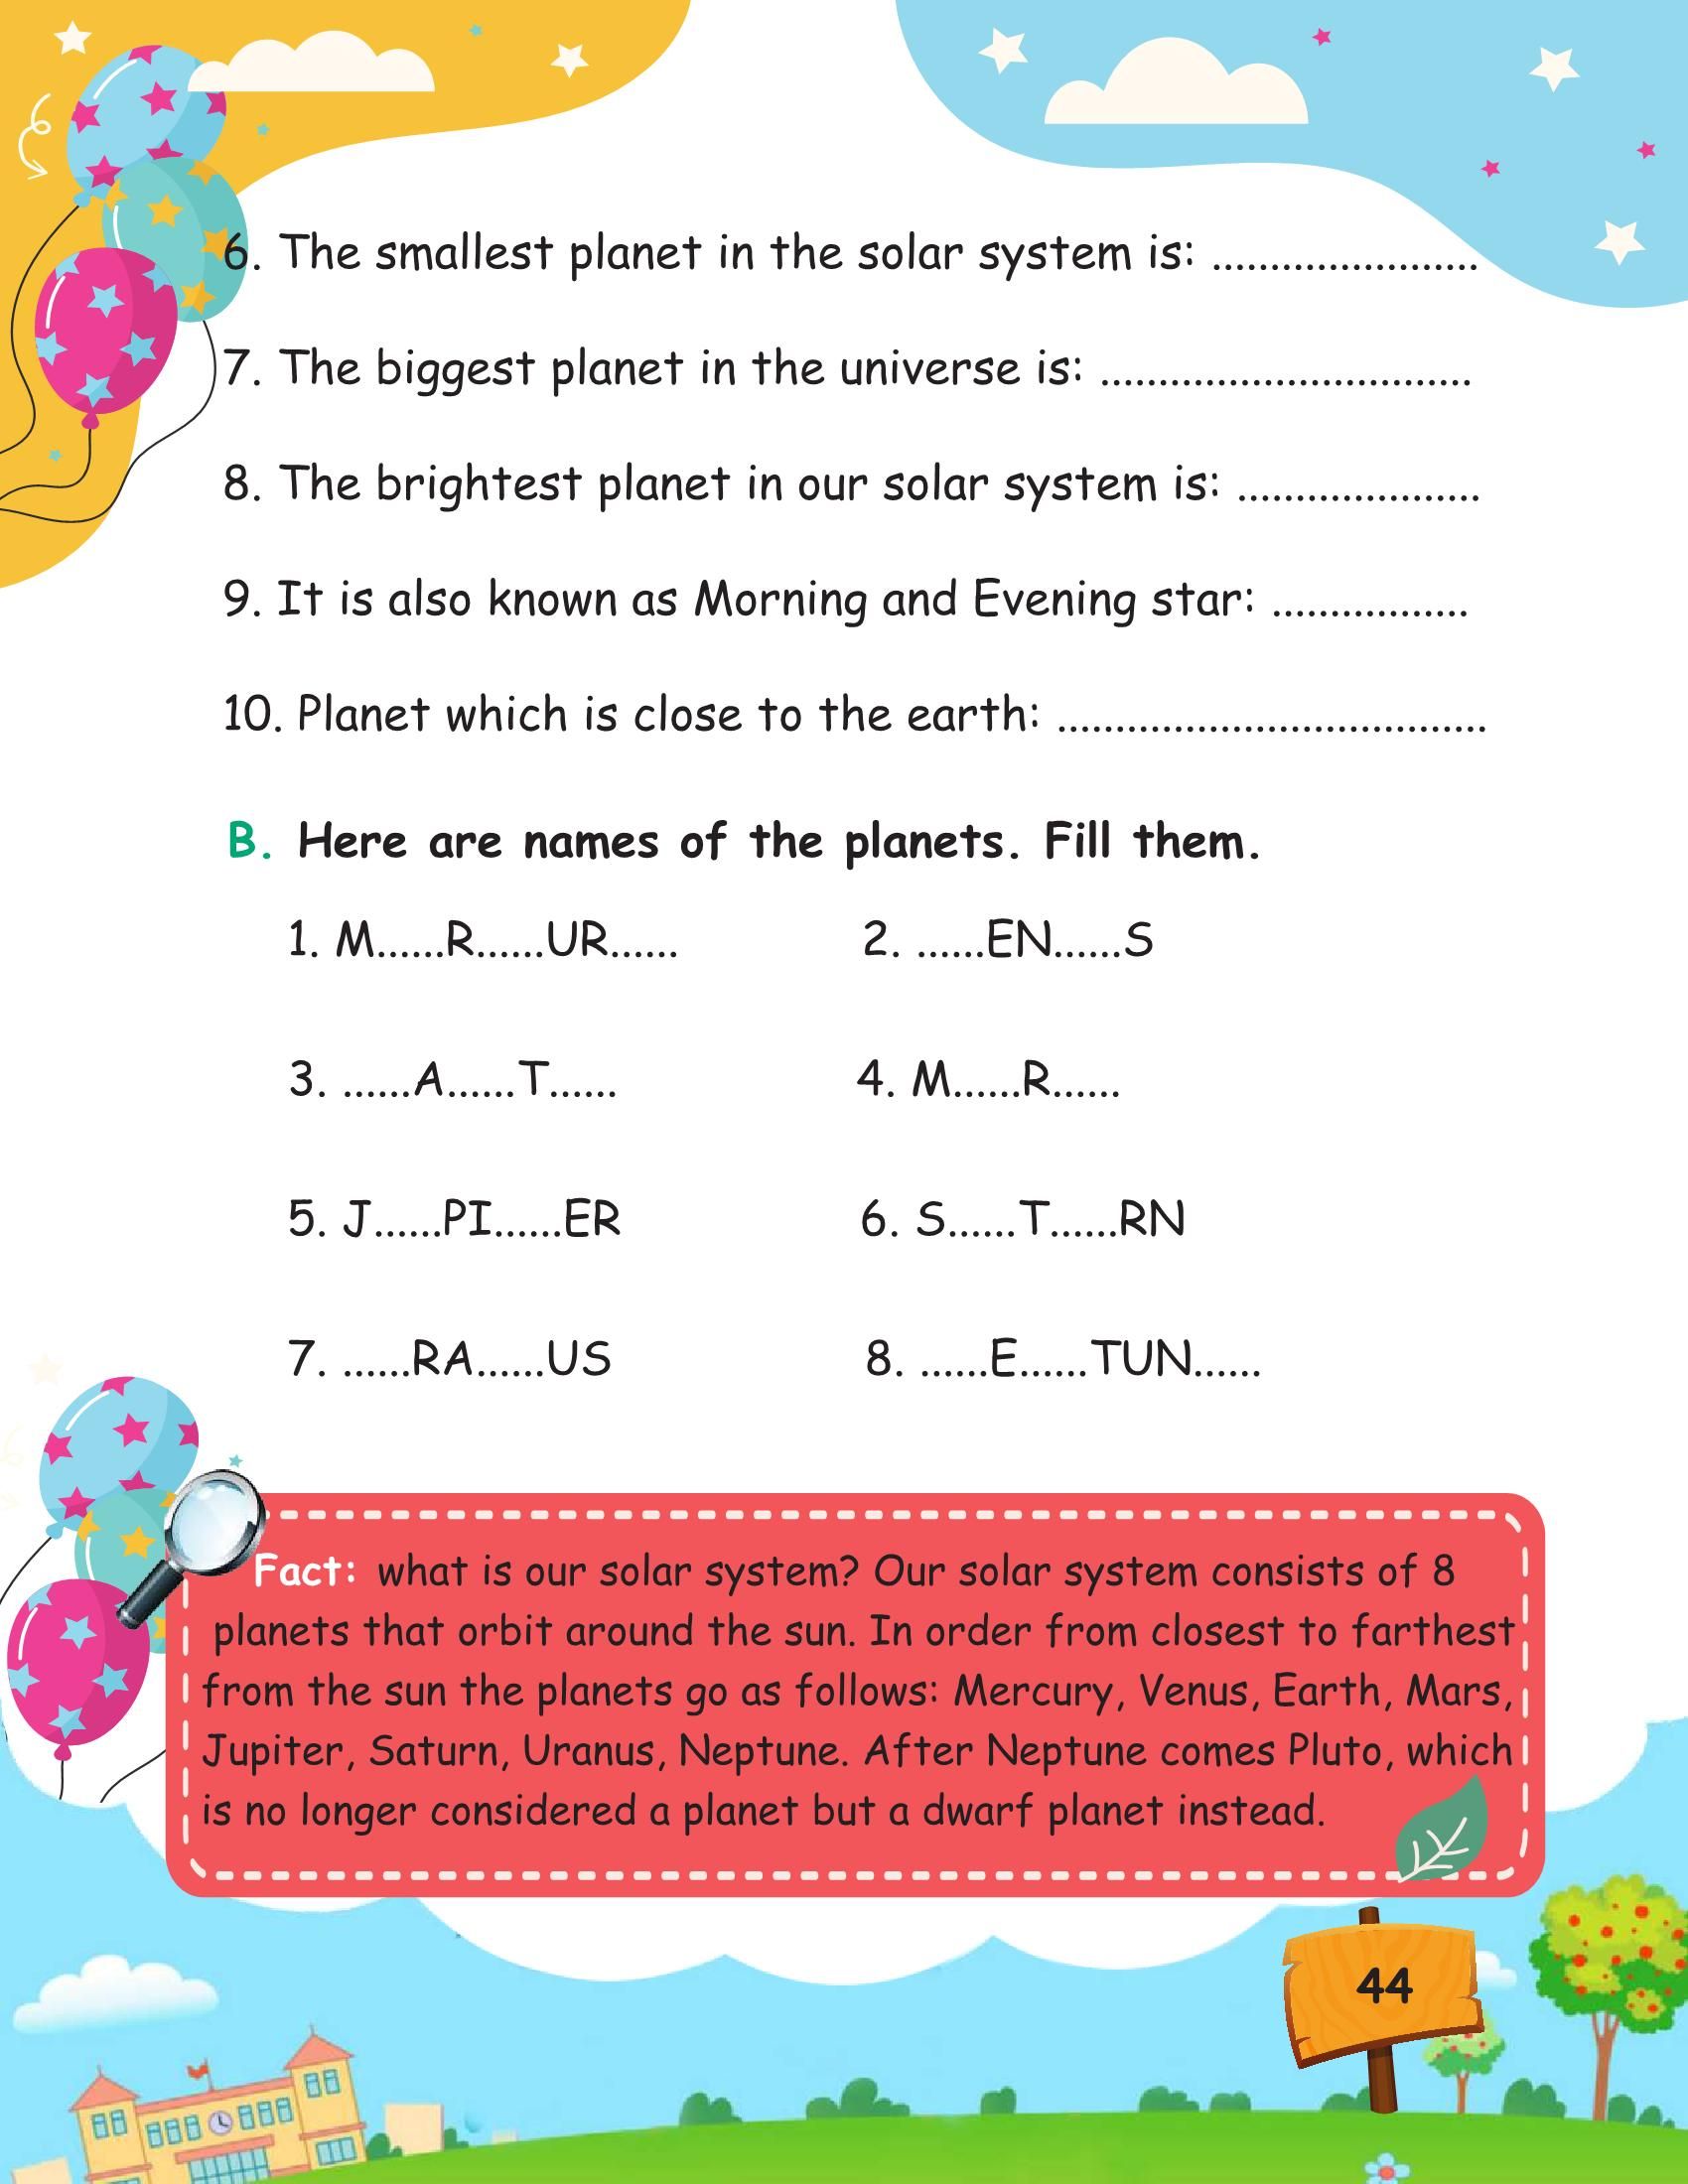 6. The smallest planet in the solar system is: .......................
7. The biggest planet in the universe is: ................................
8. The brightest planet in our solar system is: .....................
9. It is also known as Morning and Evening star: .................
10. Planet which is close to the earth: .....................................
B. Here are names of the planets. Fill them.
1. M......R......UR......
2. ......EN......S
3. ......A......T......
4. M......R......
5. J......PI......ER
6. S......T......RN
7. ......RA......US
8. ......E......TUN......
Fact: what is our solar system? Our solar system consists of 8
planets that orbit around the sun. In order from closest to farthest
from the sun the planets go as follows: Mercury, Venus, Earth, Mars,
Jupiter, Saturn, Uranus, Neptune. After Neptune comes Pluto, which
is no longer considered a planet but a dwarf planet instead.
44